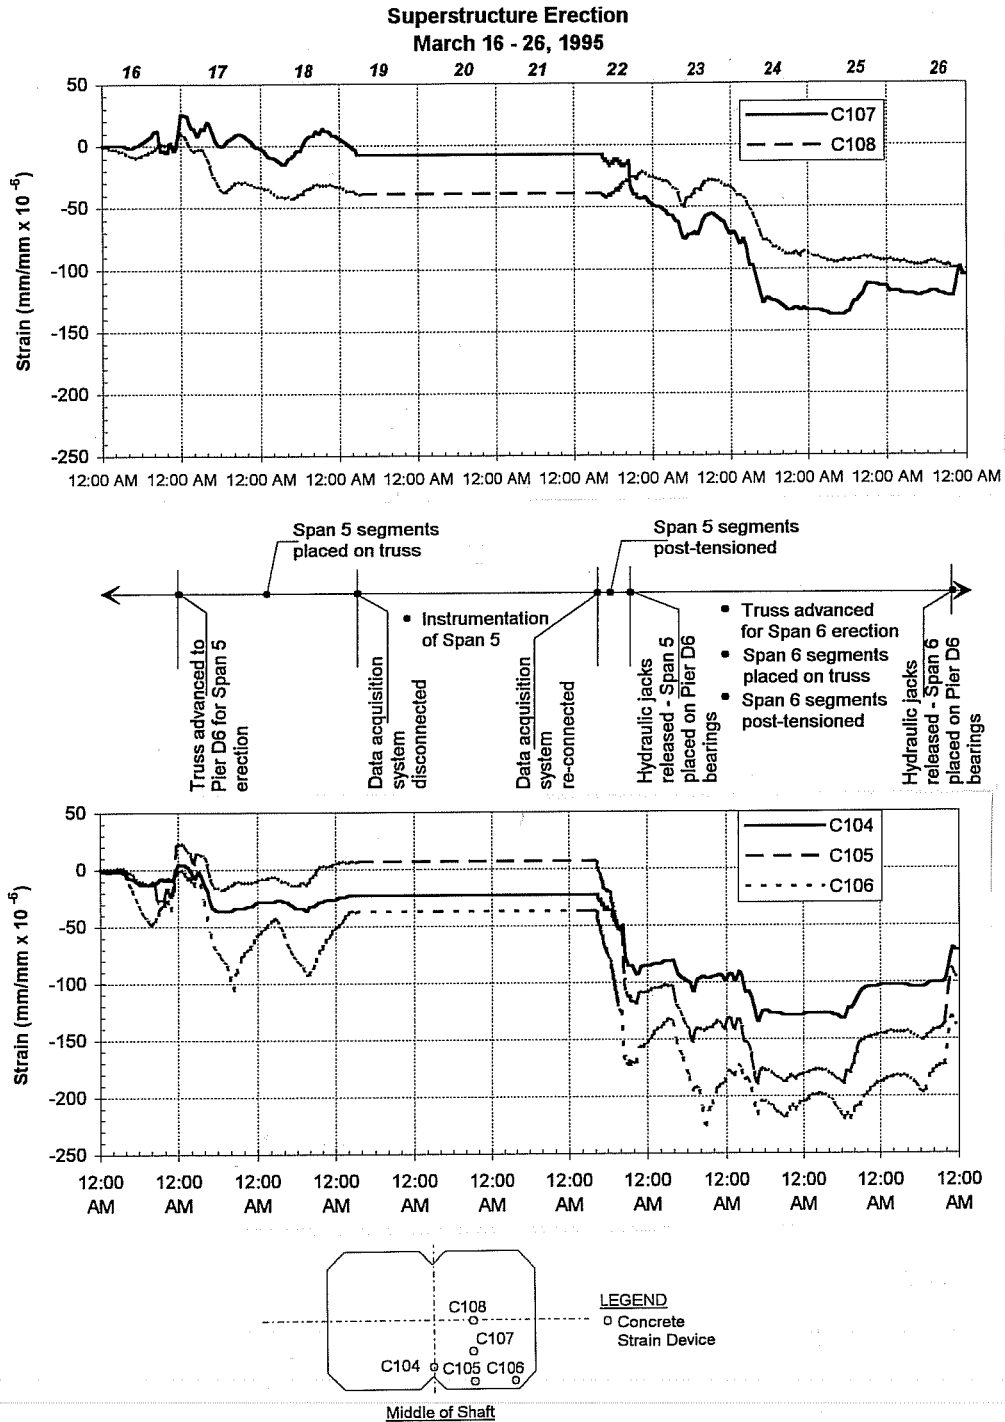 Superstructure Erection
March 16 - 26, 1995
16 17 18 19 20 21 22 23 24 25 26
Strain (mm/mm x 10⁻⁶)
50
0
-50
-100
-150
-200
-250
C107
C108
12:00 AM 12:00 AM 12:00 AM 12:00 AM 12:00 AM 12:00 AM 12:00 AM 12:00 AM 12:00 AM 12:00 AM 12:00 AM 12:00 AM
Span 5 segments
placed on truss
Span 5 segments
post-tensioned
Truss advanced to
Pier D6 for Span 5
erection
Data acquisition
system
disconnected
Instrumentation
of Span 5
Data acquisition
system
re-connected
Hydraulic jacks
released - Span 5
placed on Pier D6
bearings
Truss advanced
for Span 6 erection
Span 6 segments
placed on truss
Span 6 segments
post-tensioned
Hydraulic jacks
released - Span 6
placed on Pier D6
bearings
Strain (mm/mm x 10⁻⁶)
50
0
-50
-100
-150
-200
-250
C104
C105
C106
12:00 12:00 12:00 12:00 12:00 12:00 12:00 12:00 12:00 12:00 12:00 12:00
AM AM AM AM AM AM AM AM AM AM AM AM
C108
C107
C104 C105 C106
LEGEND
Concrete
Strain Device
Middle of Shaft